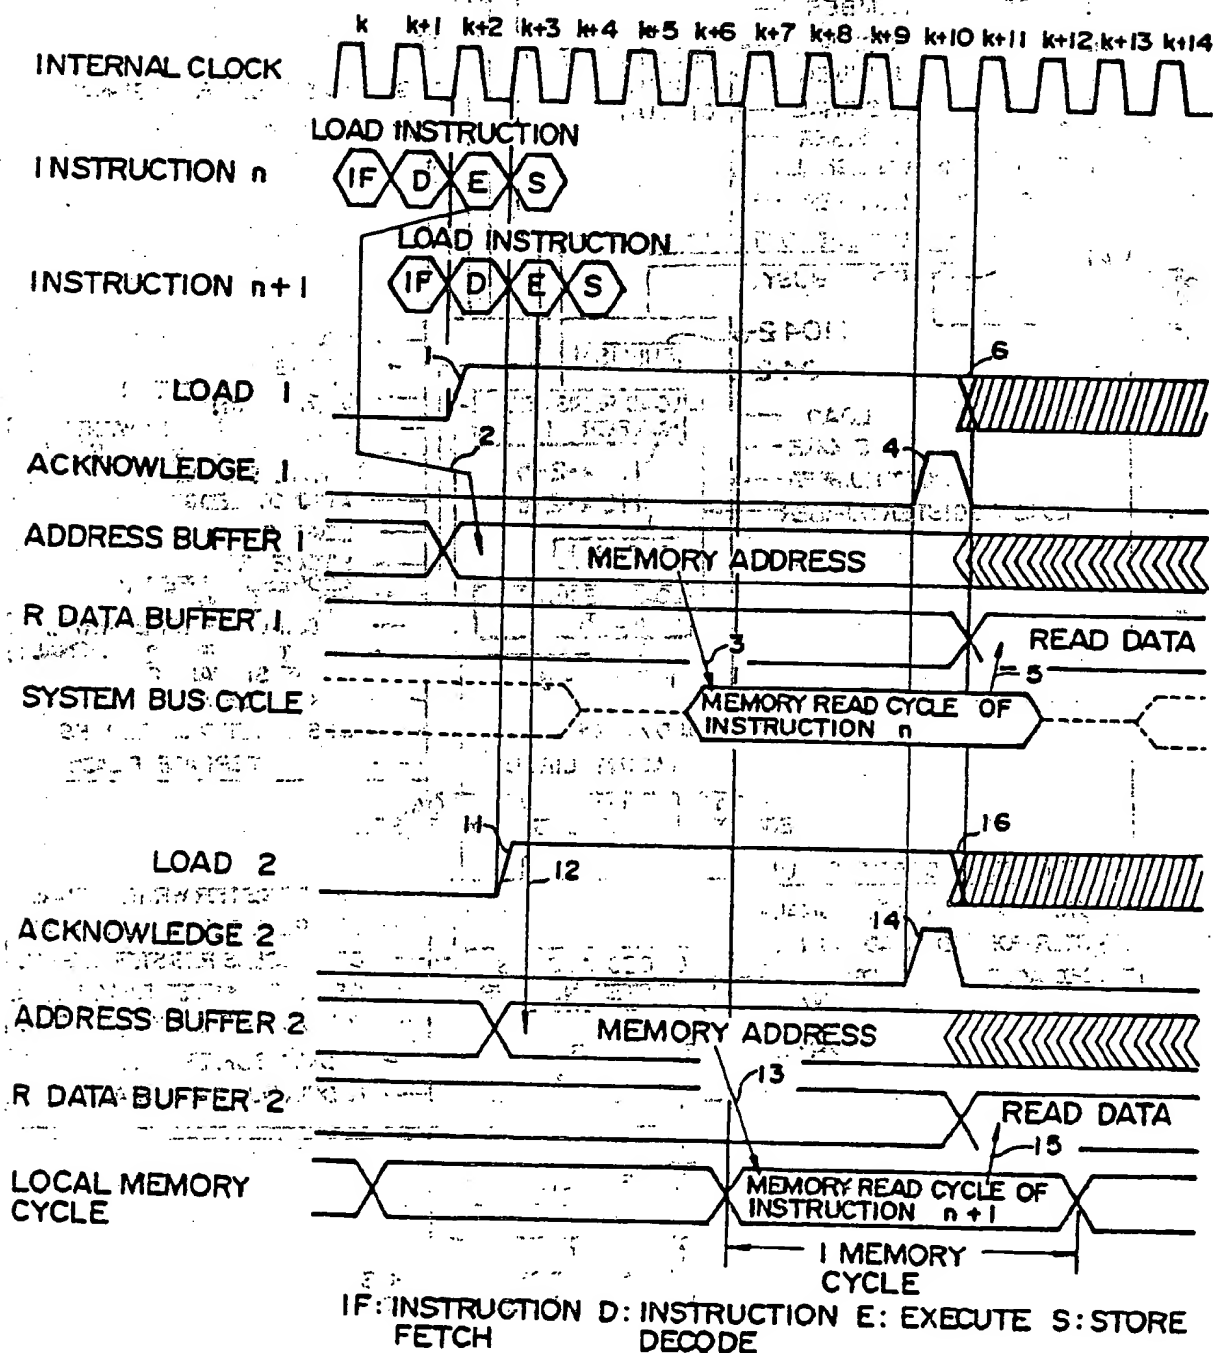 k k+1 k+2 k+3 k+4 k+5 k+6 k+7 k+8 k+9 k+10 k+11 k+12 k+13 k+14
INTERNAL CLOCK
LOAD INSTRUCTION
INSTRUCTION n IF D E S
LOAD INSTRUCTION
INSTRUCTION n+1 IF D E S
1 6
LOAD 1
2 4
ACKNOWLEDGE 1
ADDRESS BUFFER 1 MEMORY ADDRESS
R DATA BUFFER 1 3 READ DATA
5
SYSTEM BUS CYCLE MEMORY READ CYCLE OF
INSTRUCTION n
11 16
LOAD 2 12
ACKNOWLEDGE 2 14
ADDRESS BUFFER 2 MEMORY ADDRESS
13
R DATA BUFFER 2 READ DATA
15
LOCAL MEMORY MEMORY READ CYCLE OF
CYCLE INSTRUCTION n+1
1 MEMORY
CYCLE
IF: INSTRUCTION D: INSTRUCTION E: EXECUTE S: STORE
FETCH DECODE